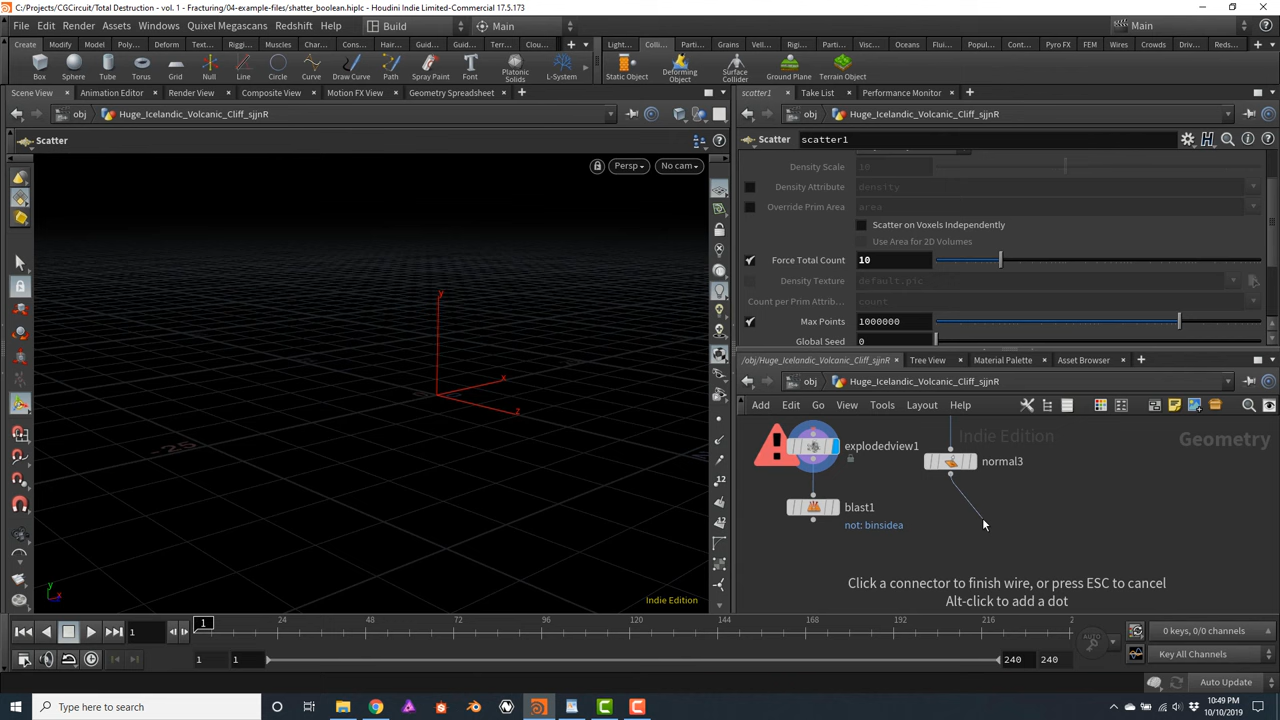 C:/Projects/CGCircuit/Total Destruction - vol. 1 - Fracturing/04-example-files/shatter_boolean.hiplc - Houdini Indie Limited-Commercial 17.5.173
File Edit Render Assets Windows Quixel Megascans Redshift Help Build Main Main
Create Modify Model Poly... Deform Text... Riggi... Muscles Char... Cons... Hair... Guid... Guid... Terr... Clou... Light... Colli... Parti... Grains Vell... Rigi... Parti... Visc... Oceans Flui... Popul... Cont... Pyro FX FEM Wires Crowds Driv... Reds...
Box Sphere Tube Torus Grid Null Line Circle Curve Draw Curve Path Spray Paint Font Platonic Solids L-System Static Object Deforming Object Surface Collider Ground Plane Terrain Object
Scene View Animation Editor Render View Composite View Motion FX View Geometry Spreadsheet
scatter1 Take List Performance Monitor
obj Huge_Icelandic_Volcanic_Cliff_sjjnR
obj Huge_Icelandic_Volcanic_Cliff_sjjnR
Scatter
Persp No cam
Scatter scatter1
Density Scale 10
Density Attribute density
Override Prim Area area
Scatter on Voxels Independently
Use Area for 2D Volumes
Force Total Count 10
Density Texture default.pic
Count per Prim Attrib... count
Max Points 1000000
Global Seed 0
/obj/Huge_Icelandic_Volcanic_Cliff_sjjnR Tree View Material Palette Asset Browser
obj Huge_Icelandic_Volcanic_Cliff_sjjnR
Add Edit Go View Tools Layout Help
Indie Edition
Geometry
explodedview1
normal3
blast1
not: binsidea
Click a connector to finish wire, or press ESC to cancel
Alt-click to add a dot
y
x
z
25
12
y
z x
Indie Edition
1 1 24 48 72 96 120 144 168 192 216 2
1 1 240 240
AUTO
0 keys, 0/0 channels
Key All Channels
Auto Update
Type here to search
10:49 PM
10/10/2019